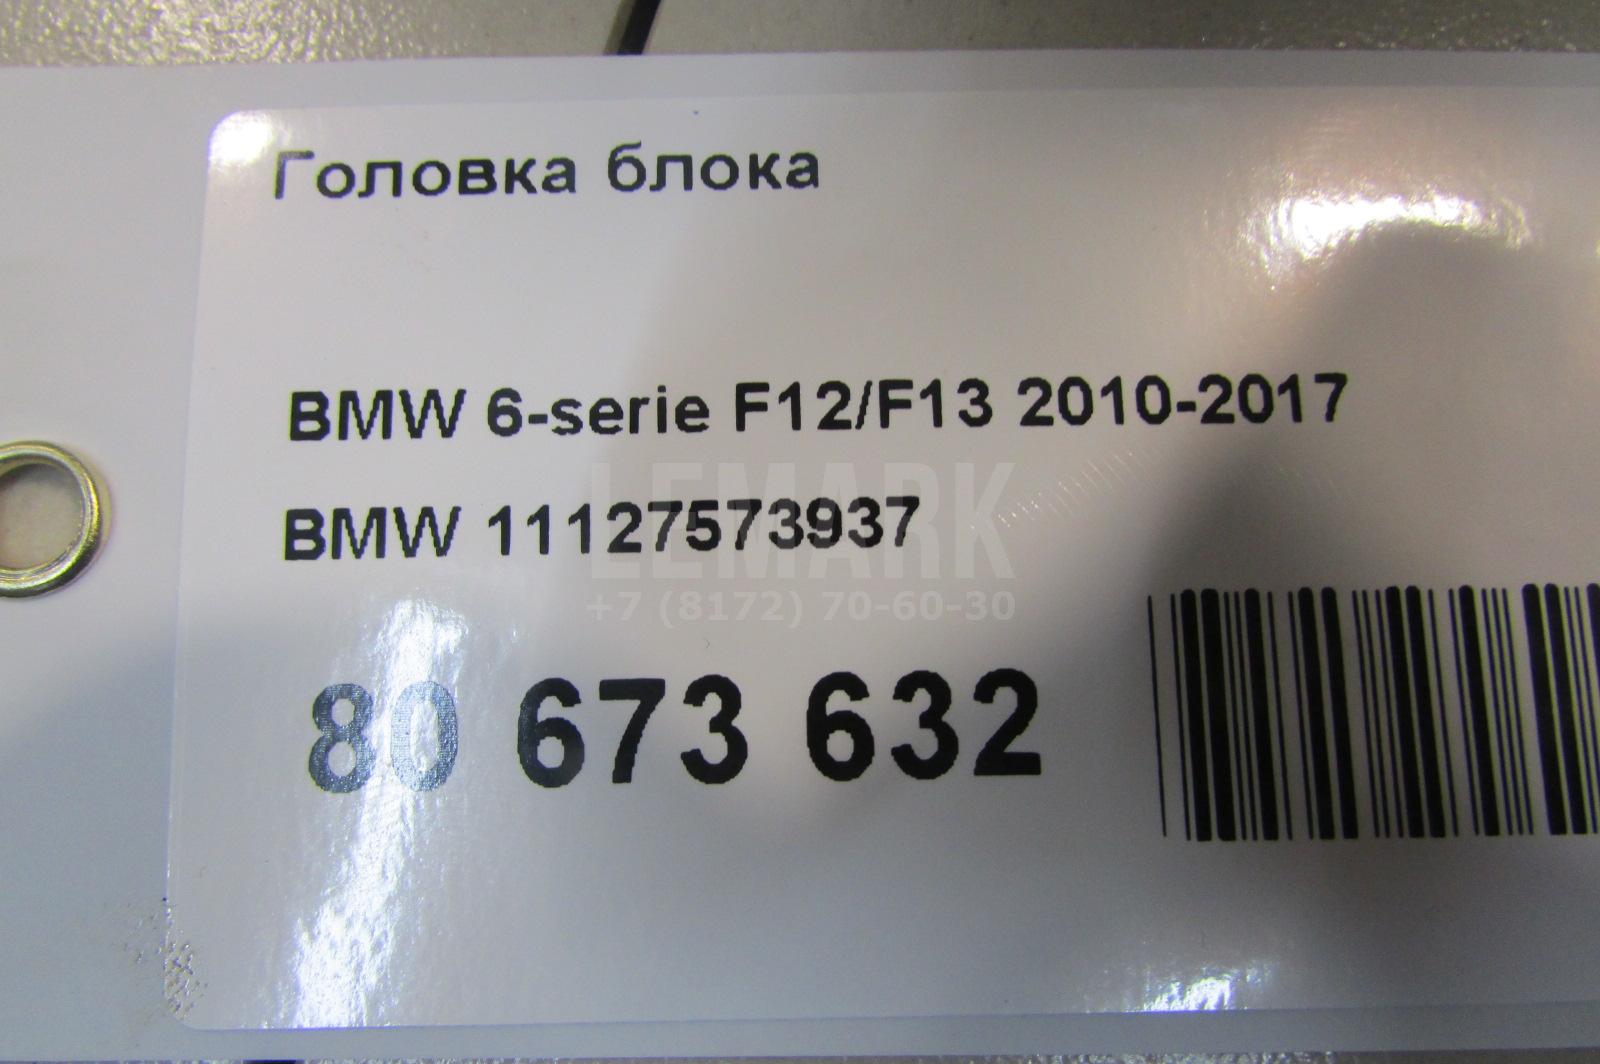 Головка блока
BMW 6-serie F12/F13 2010-2017
LEMARK
BMW 11127573937
+7 (8172) 70-60-30
80 673 632